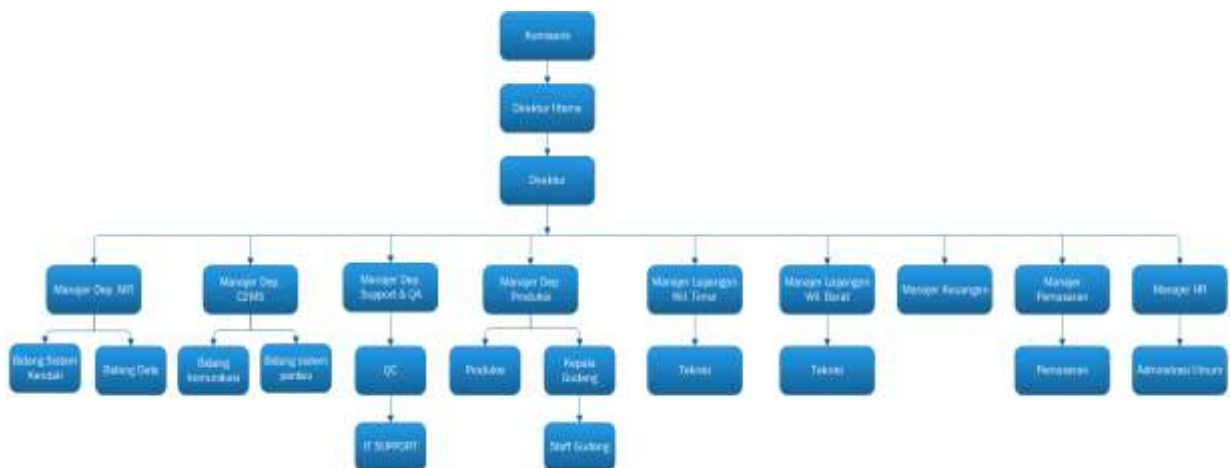 Komisaris
Direktur Utama
Direktur
Manajer Dep.
Manajer Dep.
C2MS
Manajer Dep.
Support & QA
Manajer Dep.
Produksi
Manajer Lapangan
Wil. Timur
Manajer Lapangan
Wil. Barat
Manajer Keuangan
Manajer
Pemasaran
Manajer HR
Bidang Sistem
Kendali
Bidang Data
Bidang
komunikasi
Bidang sistem
QC
Produksi
Kepala
Gudang
Teknisi
Teknisi
Pemasaran
Adminstrasi Umum
IT SUPPORT
Staff Gudang